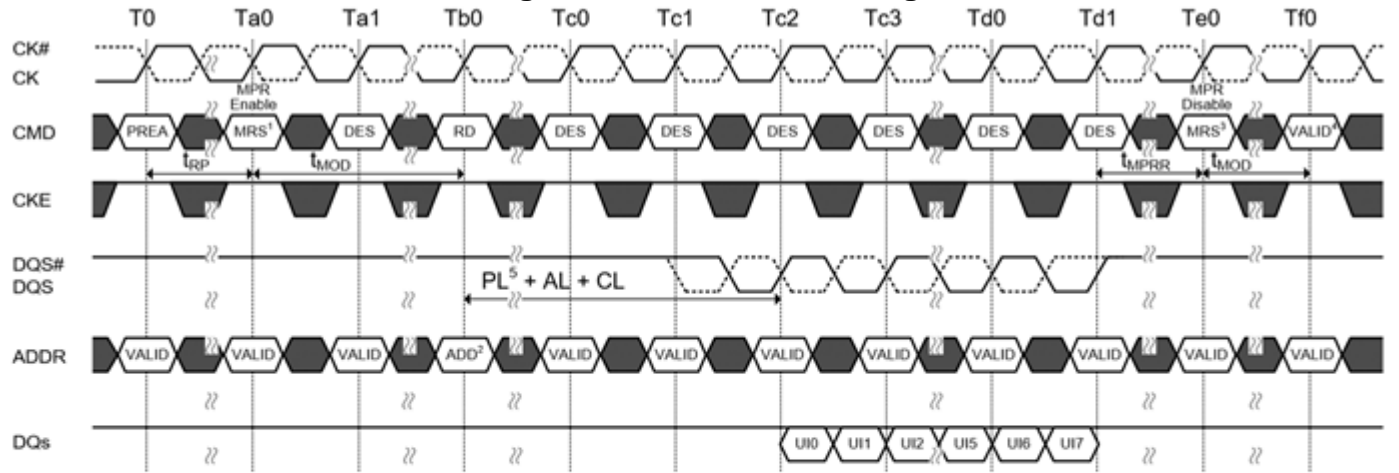 T0 Ta0 Ta1 Tb0 Tc0 Tc1 Tc2 Tc3 Td0 Td1 Te0 Tf0
CK#
CK
MPR Enable MPR Disable
CMD PREA MRS¹ DES RD DES DES DES DES DES DES MRS³ VALID⁴
tRP tMOD tMPRR tMOD
CKE
DQS#
DQS
PL⁵ + AL + CL
ADDR VALID VALID VALID ADD² VALID VALID VALID VALID VALID VALID VALID VALID
DQs UI0 UI1 UI2 UI5 UI6 UI7